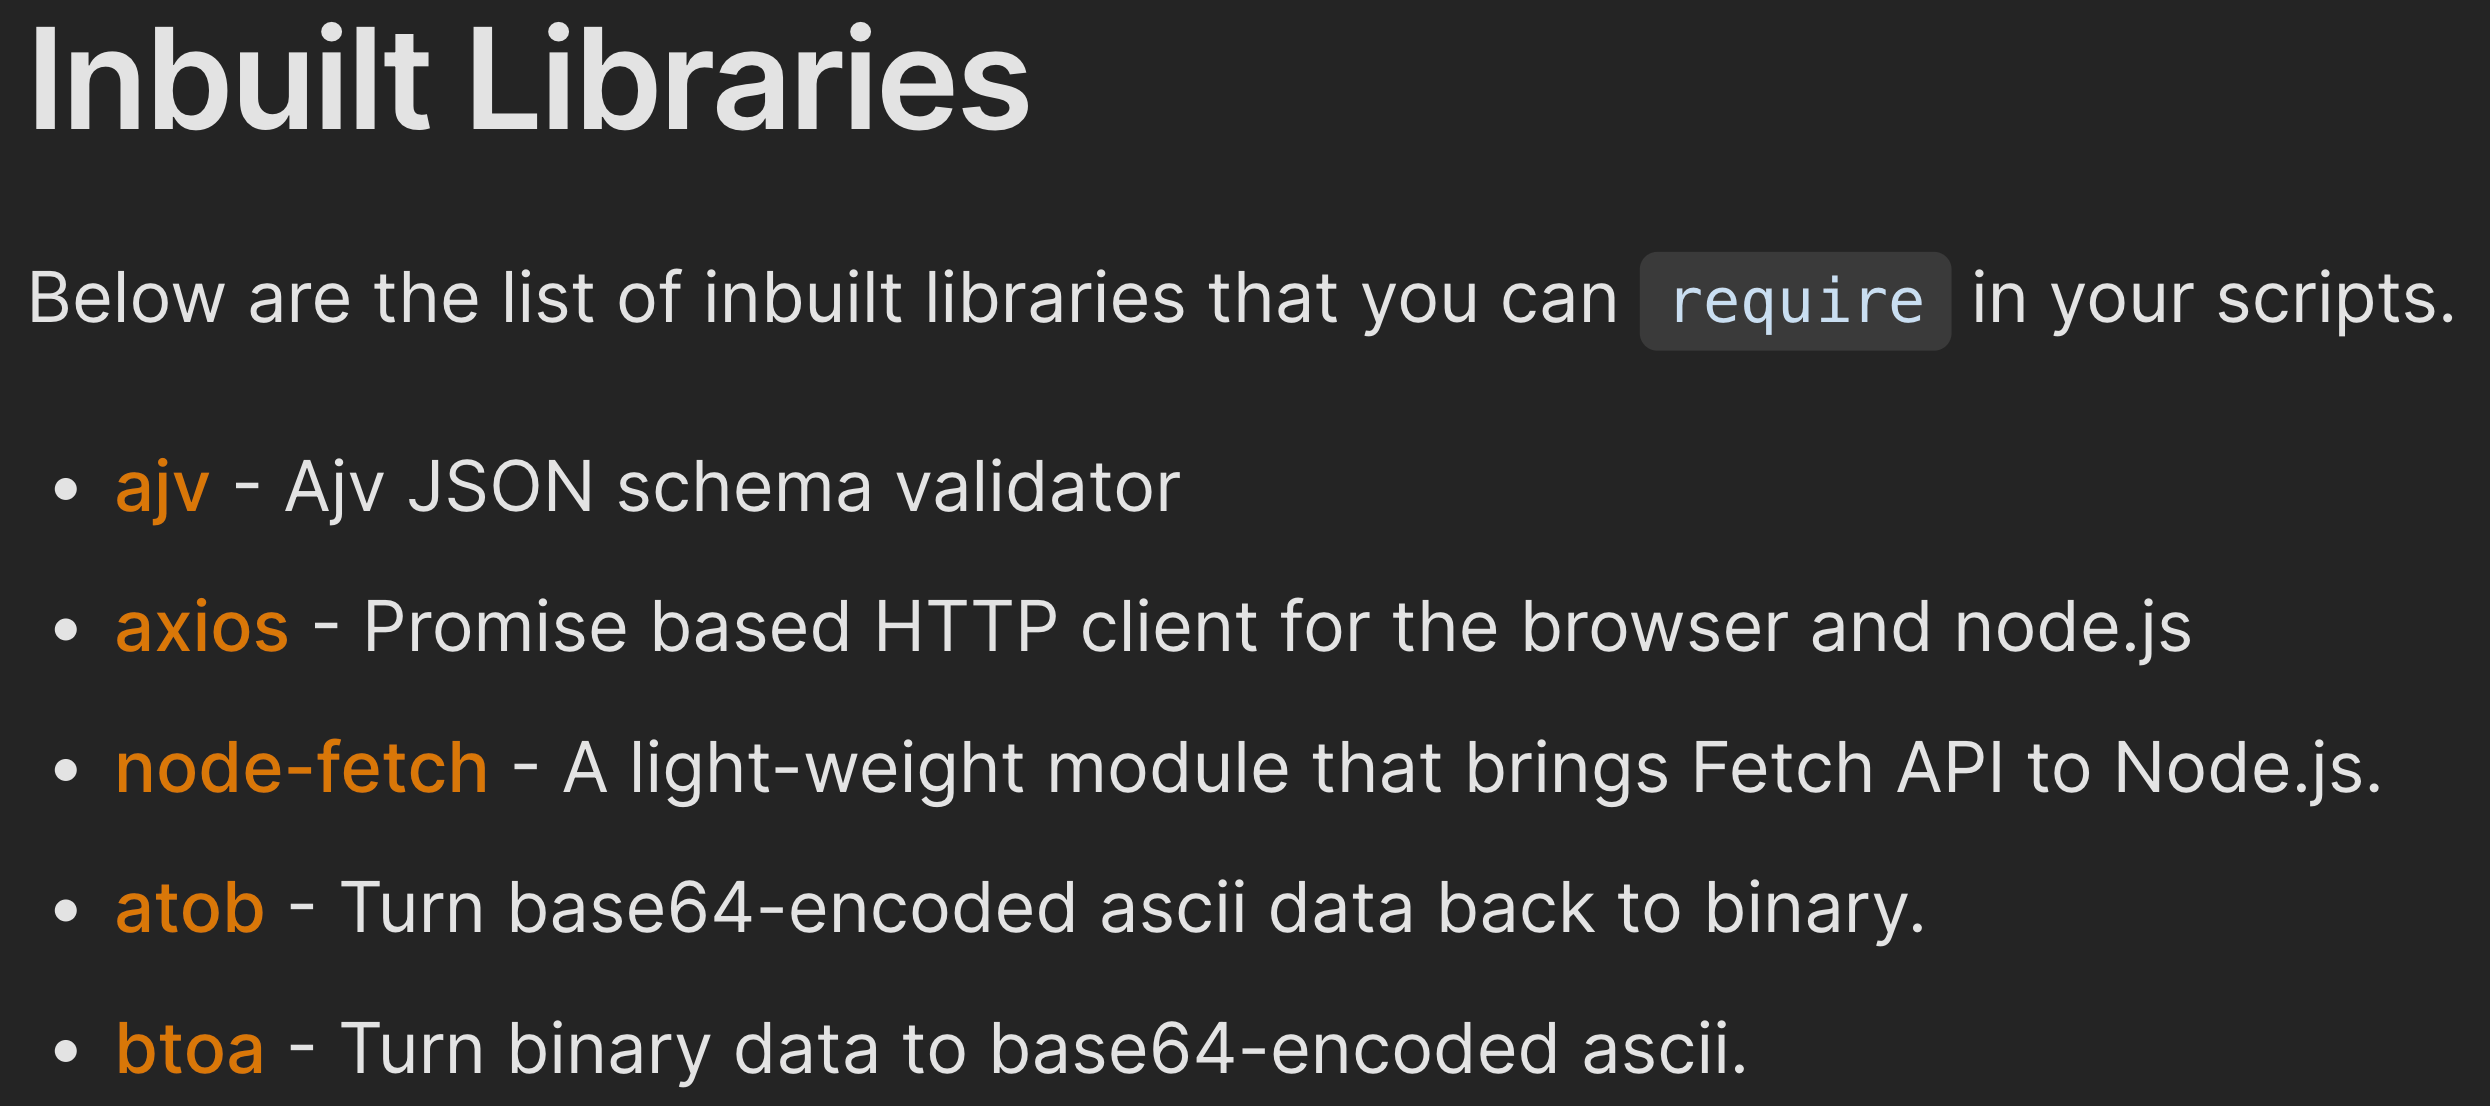 Inbuilt Libraries
Below are the list of inbuilt libraries that you can require in your scripts.
• ajv - Ajv JSON schema validator
• axios - Promise based HTTP client for the browser and node.js
• node-fetch - A light-weight module that brings Fetch API to Node.js.
• atob - Turn base64-encoded ascii data back to binary.
• btoa - Turn binary data to base64-encoded ascii.